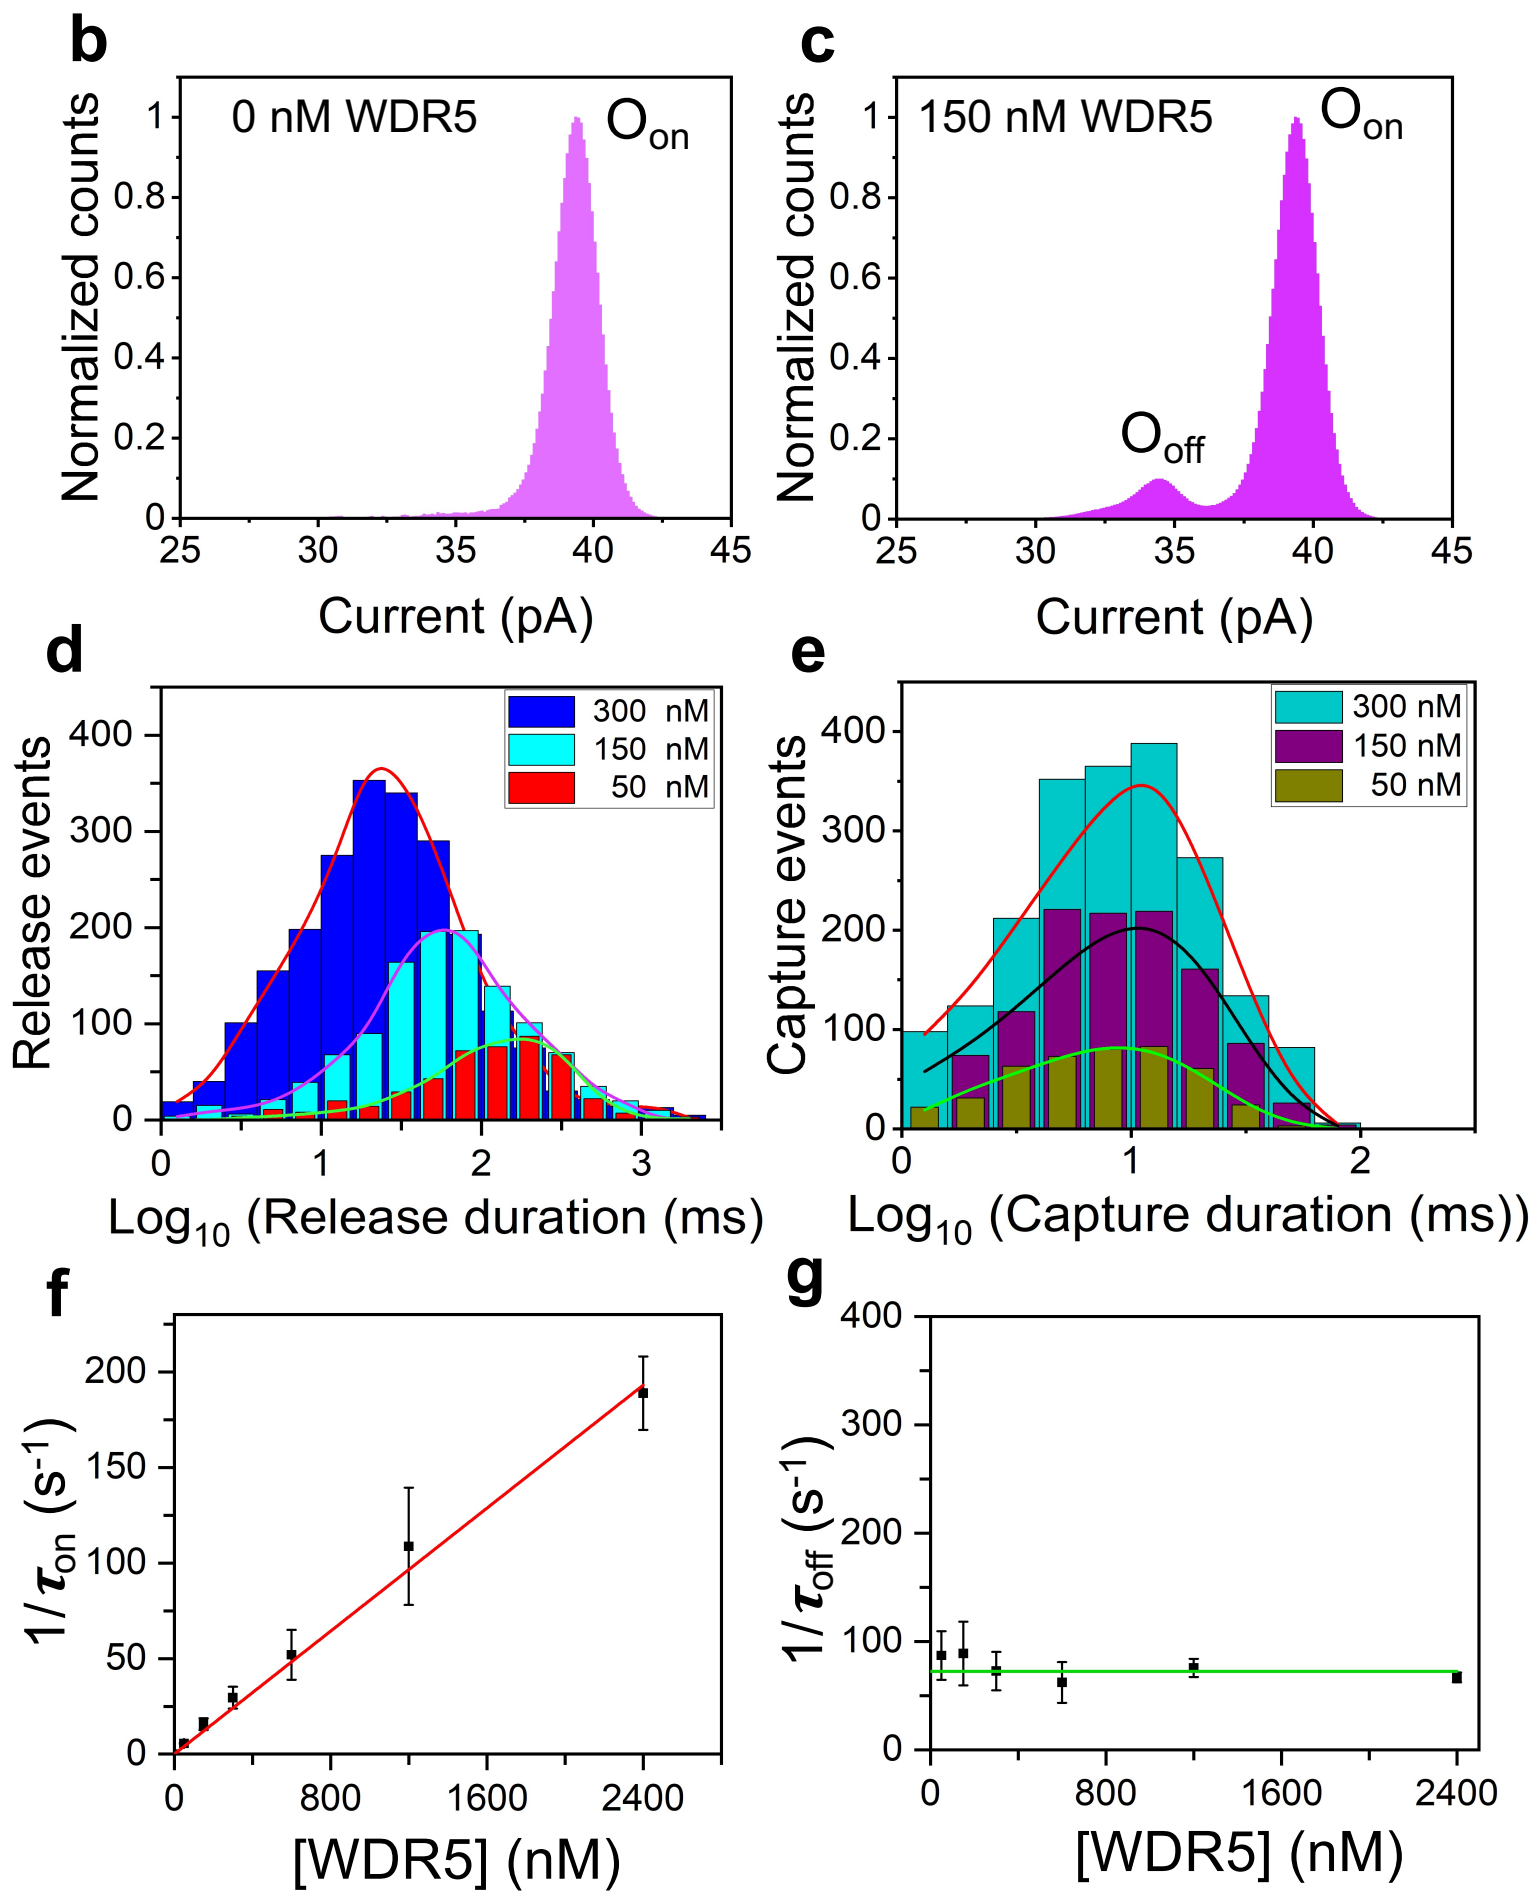 b
0 nM WDR5
O_on
Normalized counts
1
0.8
0.6
0.4
0.2
0
25 30 35 40 45
Current (pA)
c
150 nM WDR5
O_on
O_off
Normalized counts
1
0.8
0.6
0.4
0.2
0
25 30 35 40 45
Current (pA)
d
300 nM
150 nM
50 nM
Release events
400
300
200
100
0
0 1 2 3
Log₁₀ (Release duration (ms)
e
300 nM
150 nM
50 nM
Capture events
400
300
200
100
0
0 1 2
Log₁₀ (Capture duration (ms))
f
1/τ_on (s⁻¹)
200
150
100
50
0
0 800 1600 2400
[WDR5] (nM)
g
1/τ_off (s⁻¹)
400
300
200
100
0
0 800 1600 2400
[WDR5] (nM)